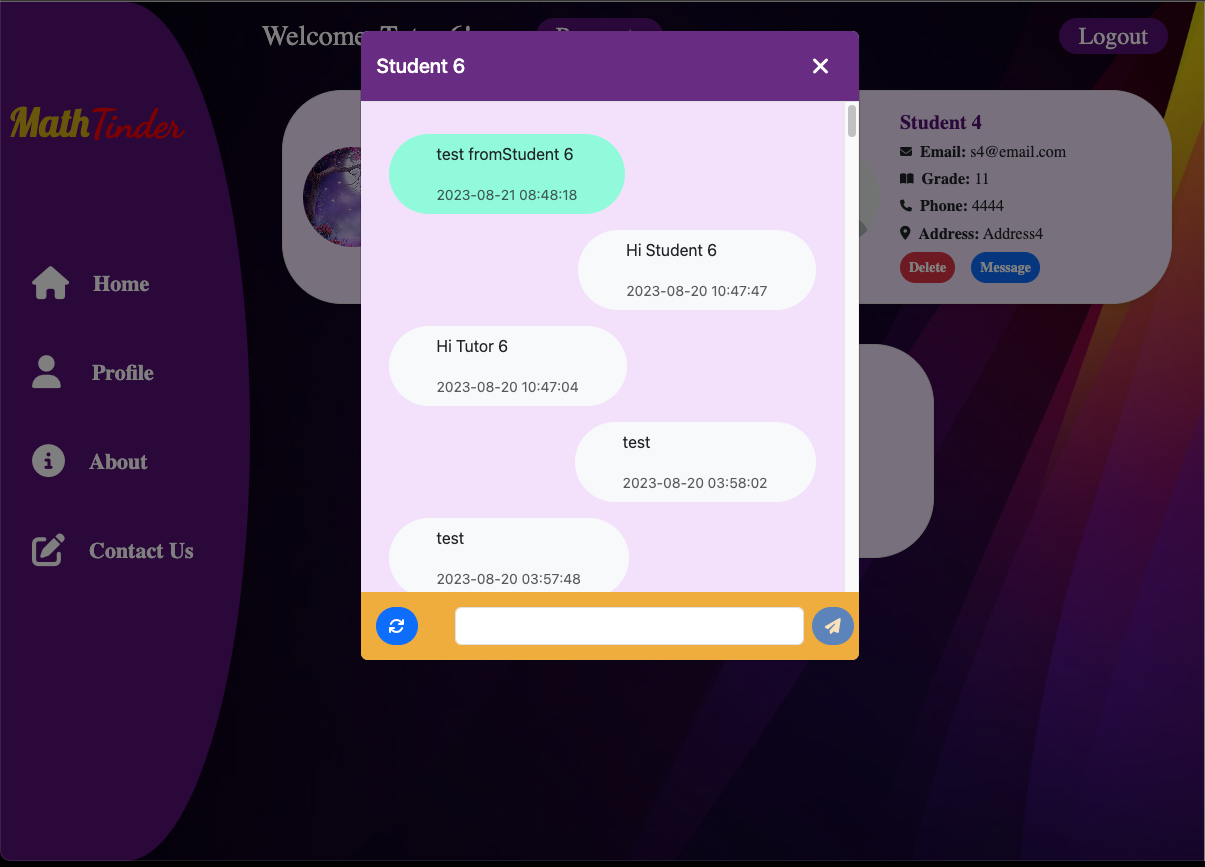 Welcome
Logout
Student 6
MathTinder
Home
Profile
About
Contact Us
test fromStudent 6
2023-08-21 08:48:18
Hi Student 6
2023-08-20 10:47:47
Hi Tutor 6
2023-08-20 10:47:04
test
2023-08-20 03:58:02
test
2023-08-20 03:57:48
Student 4
Email: s4@email.com
Grade: 11
Phone: 4444
Address: Address4
Delete
Message